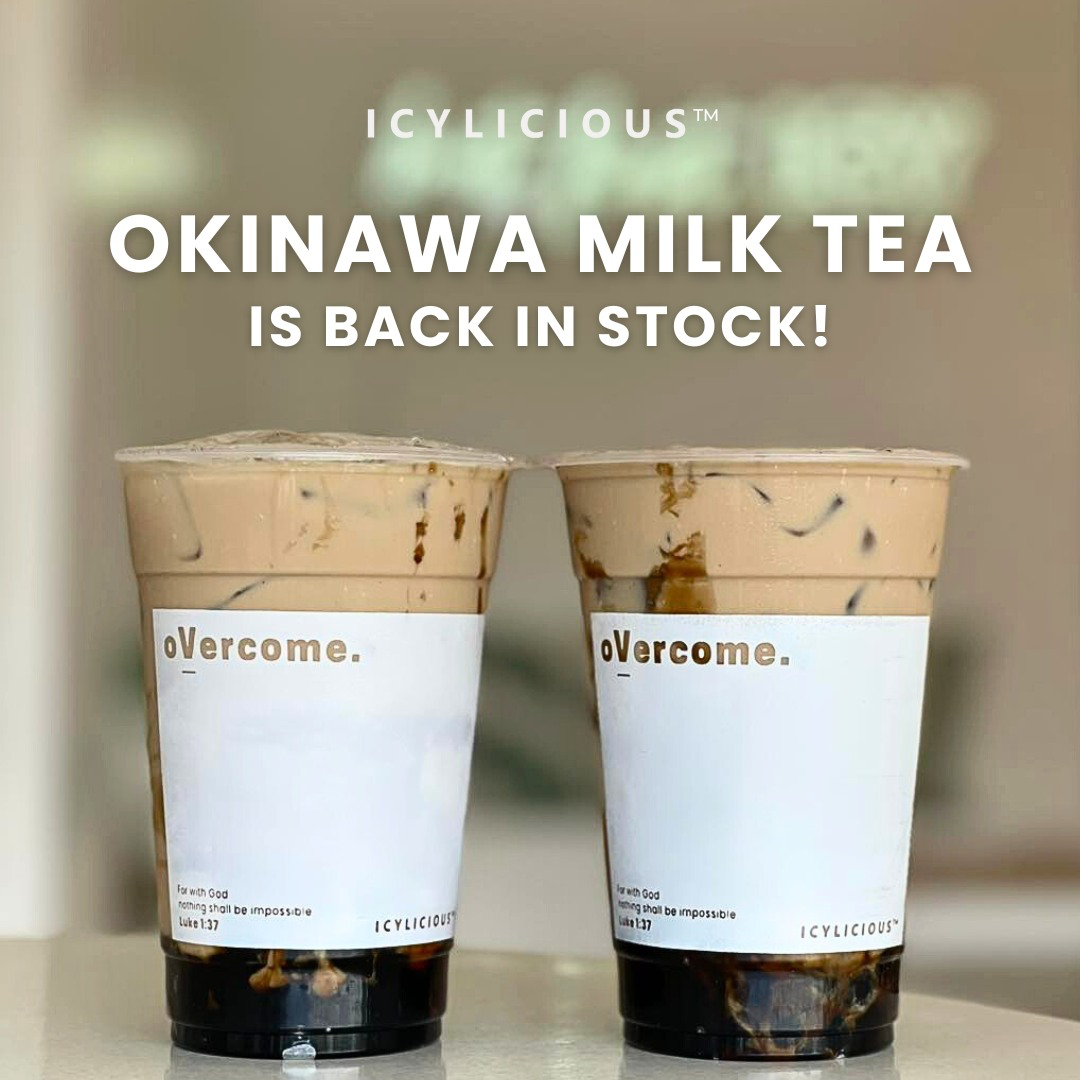 ICYLICIOUS™
OKINAWA MILK TEA
IS BACK IN STOCK!
oVercome.
For with God
nothing shall be impossible
Luke 1:37
ICYLICIOUS™
oVercome.
For with God
nothing shall be impossible
Luke 1:37
ICYLICIOUS™